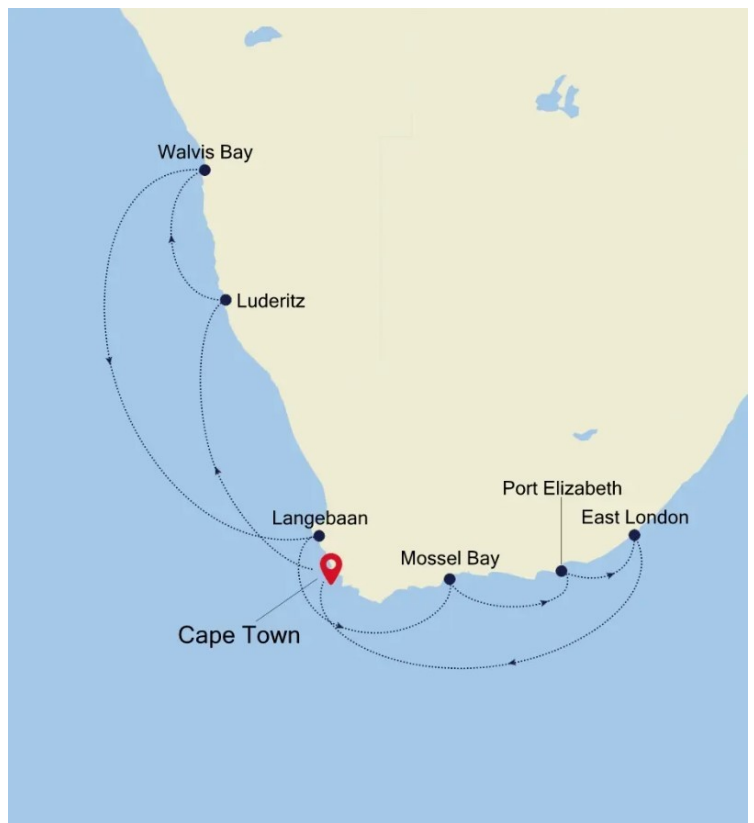 Walvis Bay
Luderitz
Port Elizabeth
Langebaan
East London
Mossel Bay
Cape Town